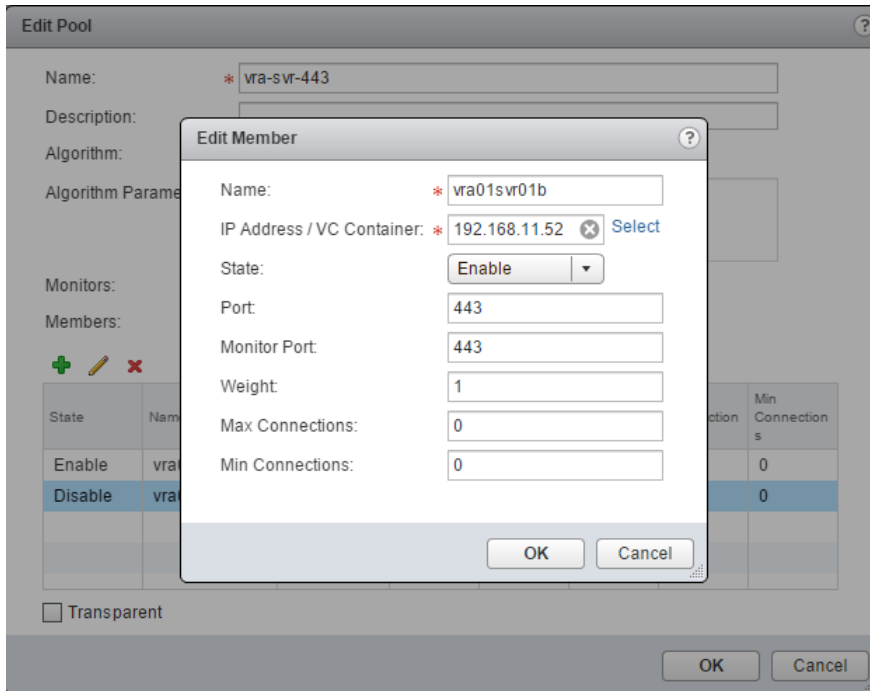 Edit Pool ?
Name: * vra-svr-443
Description:
Algorithm:
Algorithm Parame
Monitors:
Members:
Edit Member ?
Name: * vra01svr01b
IP Address / VC Container: * 192.168.11.52 Select
State: Enable
Port: 443
Monitor Port: 443
Weight: 1
Max Connections: 0
Min Connections: 0
OK Cancel
State Nam ction Min
Connection
s
Enable 0
Disable 0
Transparent
OK Cancel